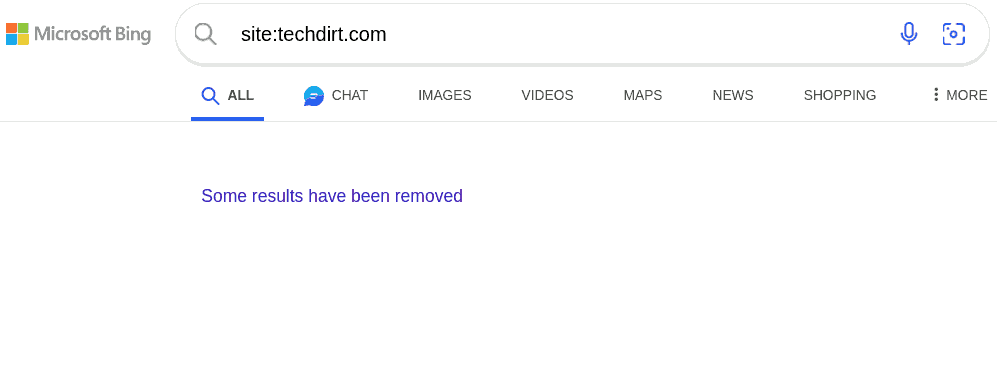 Microsoft Bing
site:techdirt.com
ALL CHAT IMAGES VIDEOS MAPS NEWS SHOPPING MORE
Some results have been removed